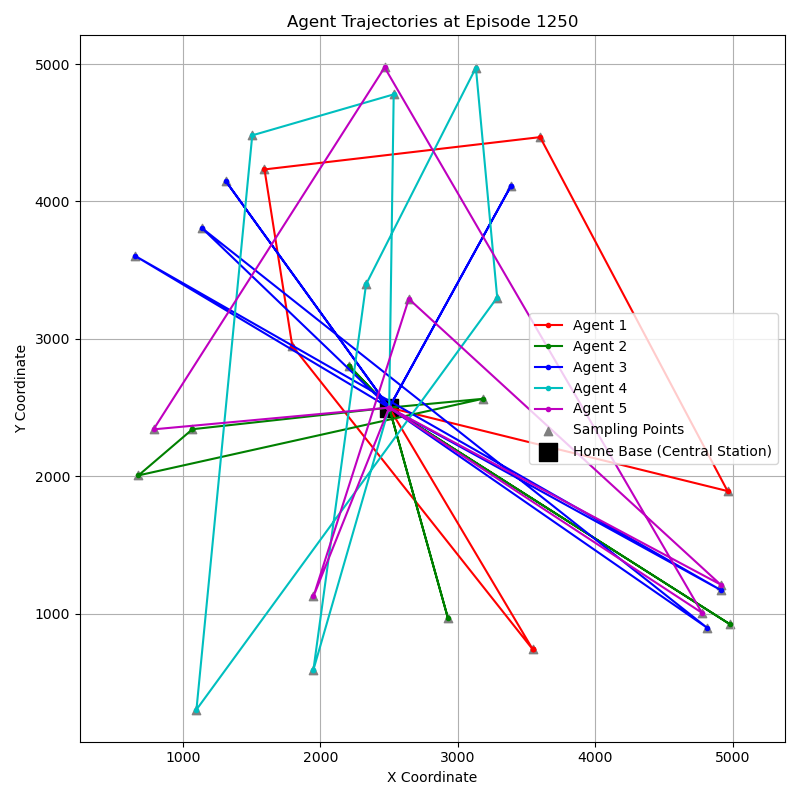 Agent Trajectories at Episode 1250
Y Coordinate
5000
4000
3000
2000
1000
Agent 1
Agent 2
Agent 3
Agent 4
Agent 5
Sampling Points
Home Base (Central Station)
1000 2000 3000 4000 5000
X Coordinate